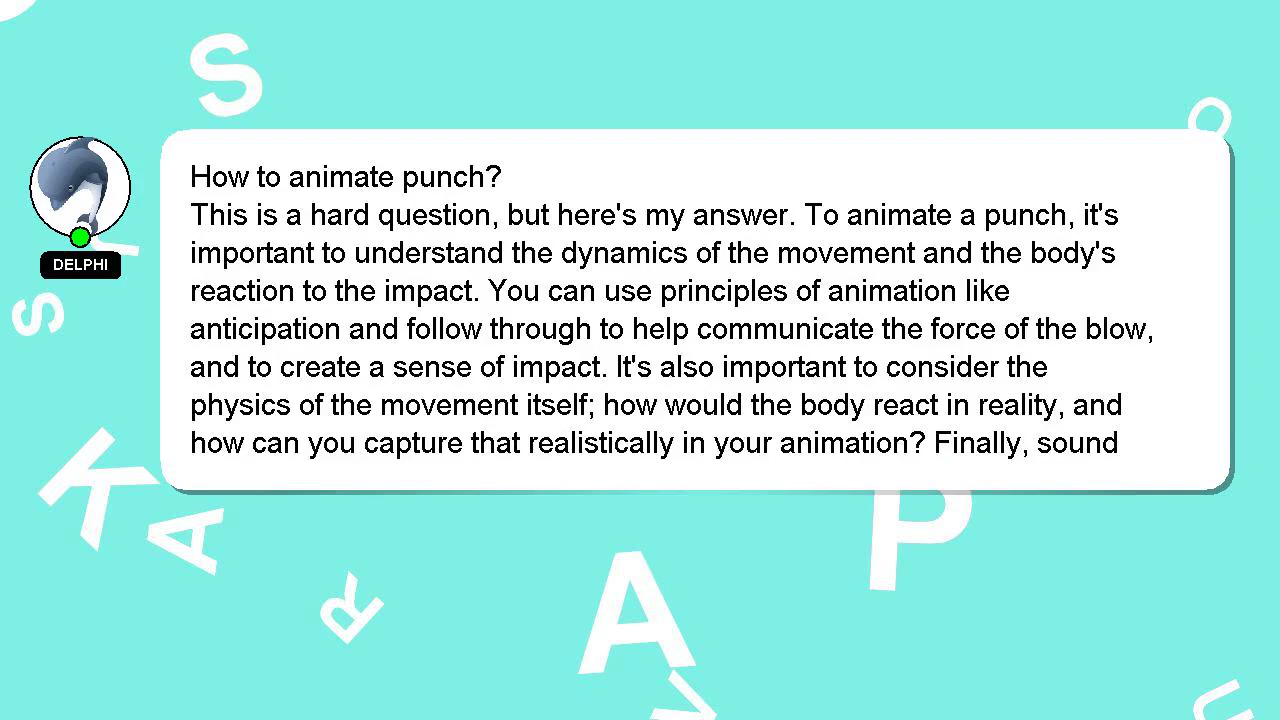 S
O
How to animate punch?
This is a hard question, but here's my answer. To animate a punch, it's
important to understand the dynamics of the movement and the body's
reaction to the impact. You can use principles of animation like
anticipation and follow through to help communicate the force of the blow,
and to create a sense of impact. It's also important to consider the
physics of the movement itself; how would the body react in reality, and
how can you capture that realistically in your animation? Finally, sound
DELPHI
S
K
A
P
R
A
V
U